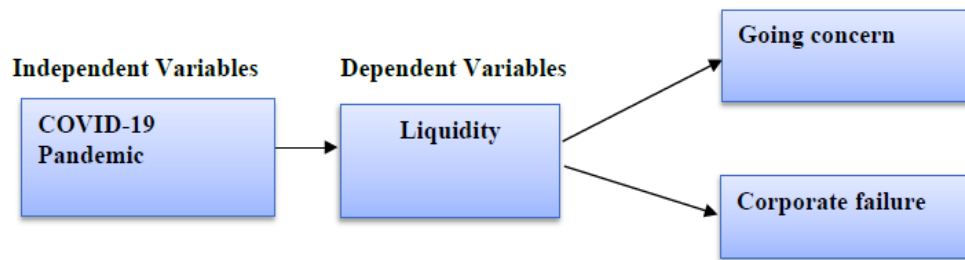 Going concern
Independent Variables
Dependent Variables
COVID-19
Pandemic
Liquidity
Corporate failure